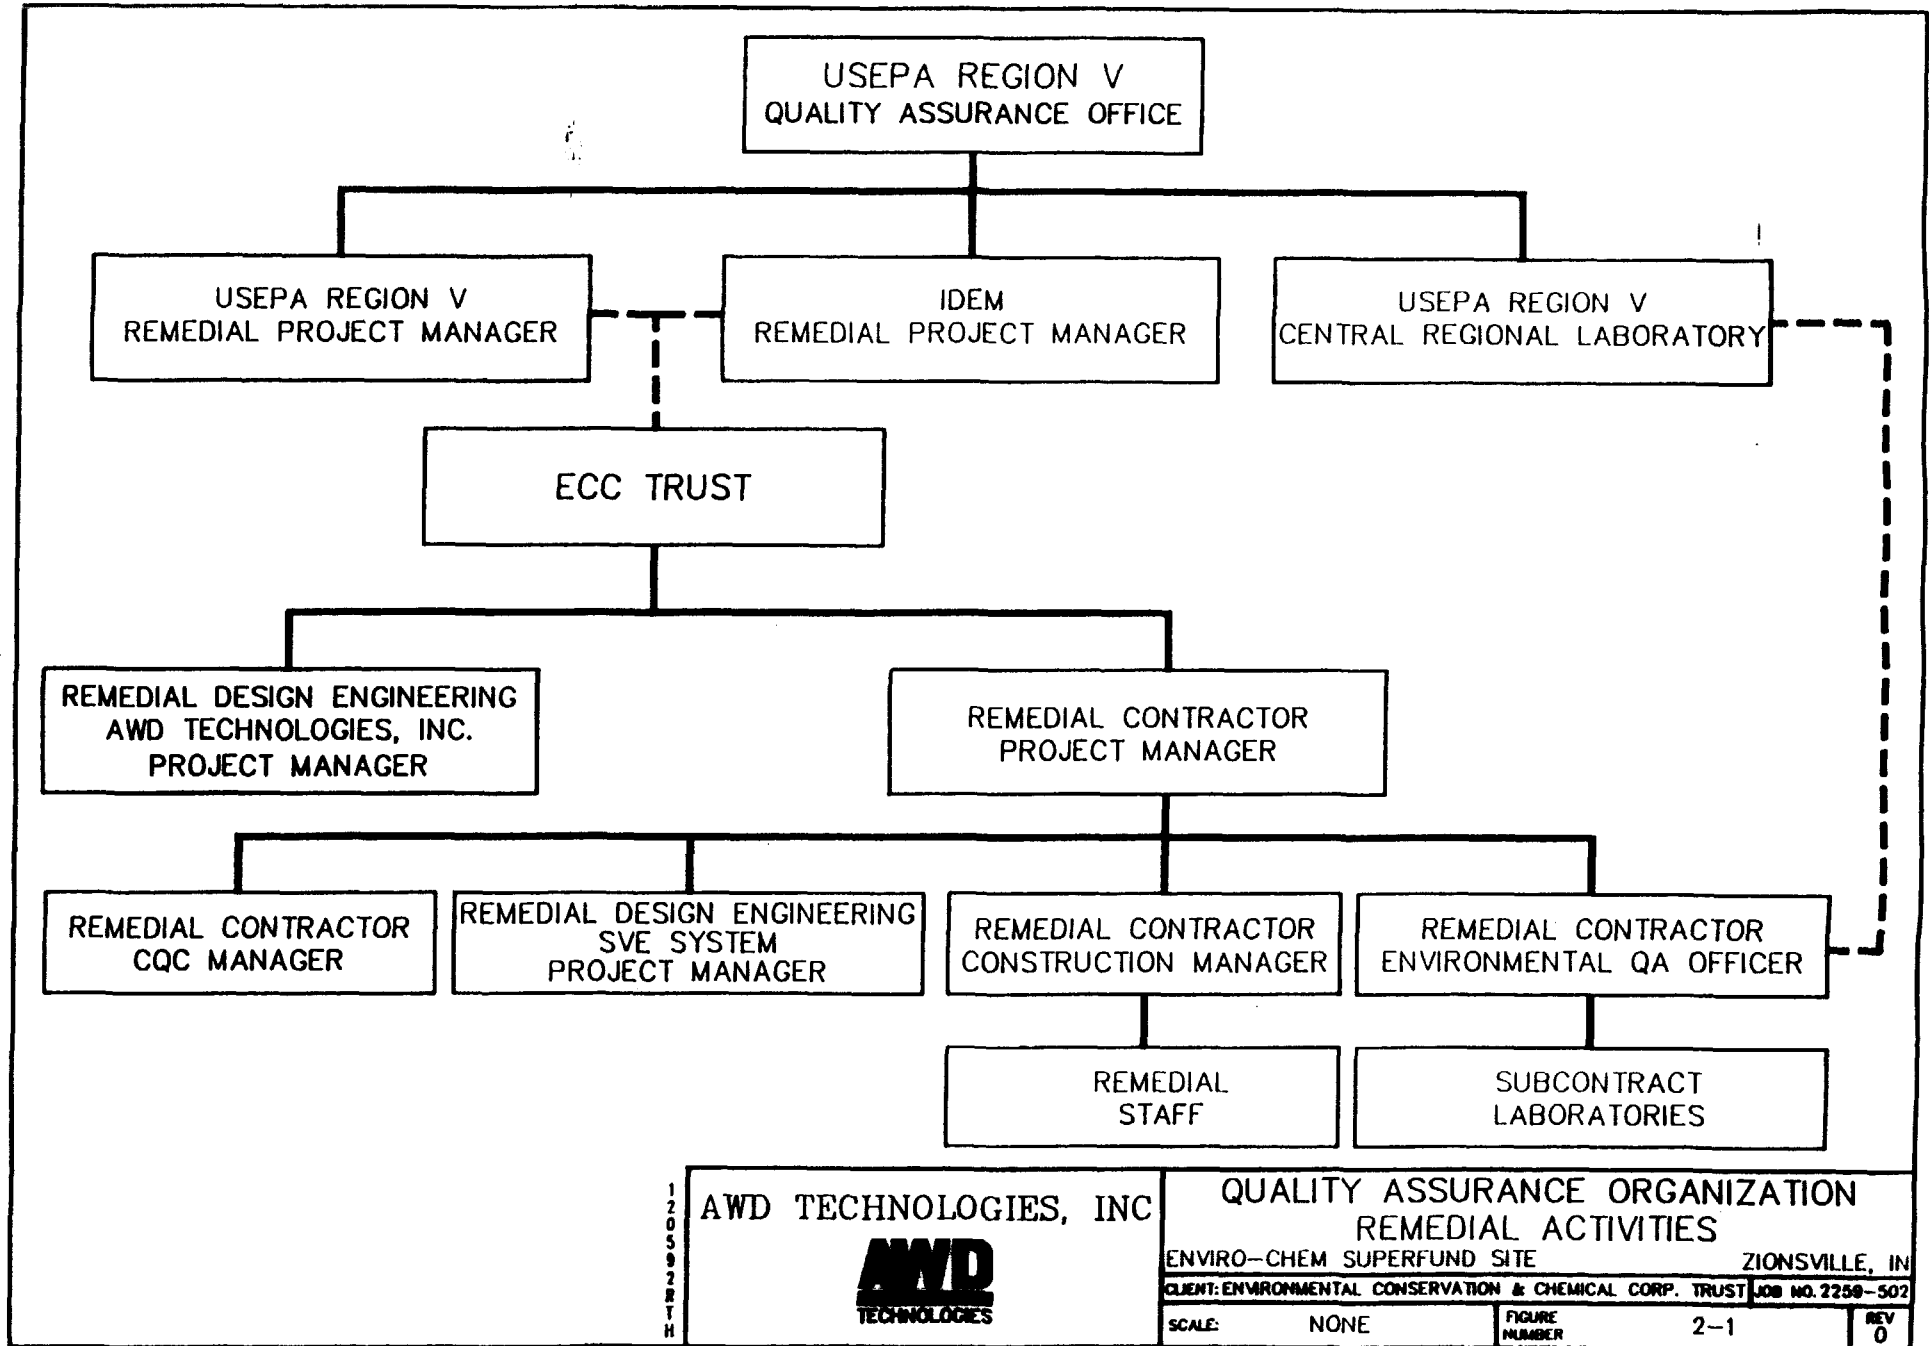 USEPA REGION V
QUALITY ASSURANCE OFFICE
USEPA REGION V
REMEDIAL PROJECT MANAGER
IDEM
REMEDIAL PROJECT MANAGER
USEPA REGION V
CENTRAL REGIONAL LABORATORY
ECC TRUST
REMEDIAL DESIGN ENGINEERING
AWD TECHNOLOGIES, INC.
PROJECT MANAGER
REMEDIAL CONTRACTOR
PROJECT MANAGER
REMEDIAL CONTRACTOR
CQC MANAGER
REMEDIAL DESIGN ENGINEERING
SVE SYSTEM
PROJECT MANAGER
REMEDIAL CONTRACTOR
CONSTRUCTION MANAGER
REMEDIAL CONTRACTOR
ENVIRONMENTAL QA OFFICER
REMEDIAL
STAFF
SUBCONTRACT
LABORATORIES
120592RTH
AWD TECHNOLOGIES, INC
AWD
TECHNOLOGIES
QUALITY ASSURANCE ORGANIZATION
REMEDIAL ACTIVITIES
ENVIRO-CHEM SUPERFUND SITE ZIONSVILLE, IN
CLIENT: ENVIRONMENTAL CONSERVATION & CHEMICAL CORP. TRUST JOB NO. 2259-502
SCALE: NONE
FIGURE
NUMBER 2-1
REV
0